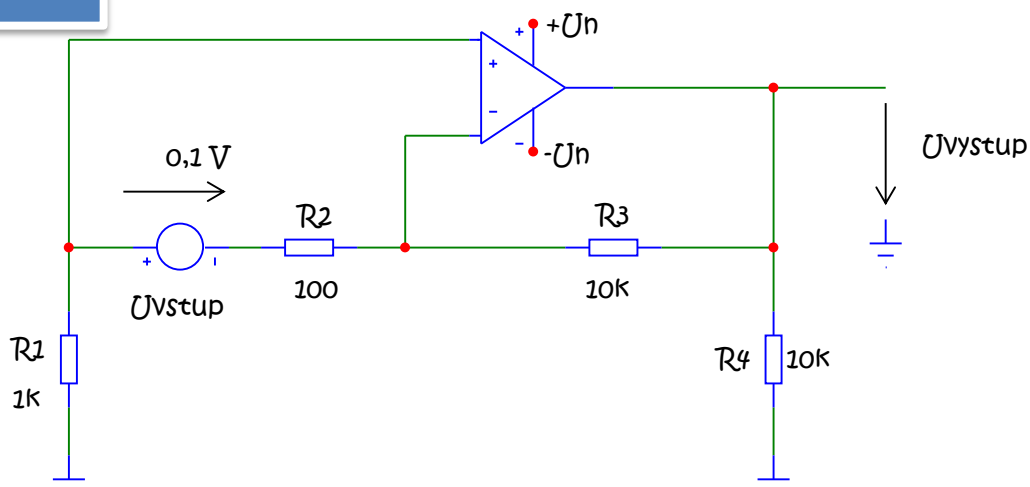 +
+Un
+
-
-
-Un
Uvystup
0,1 V
R2
R3
+
-
100
10k
Uvstup
R1
1k
R4
10k